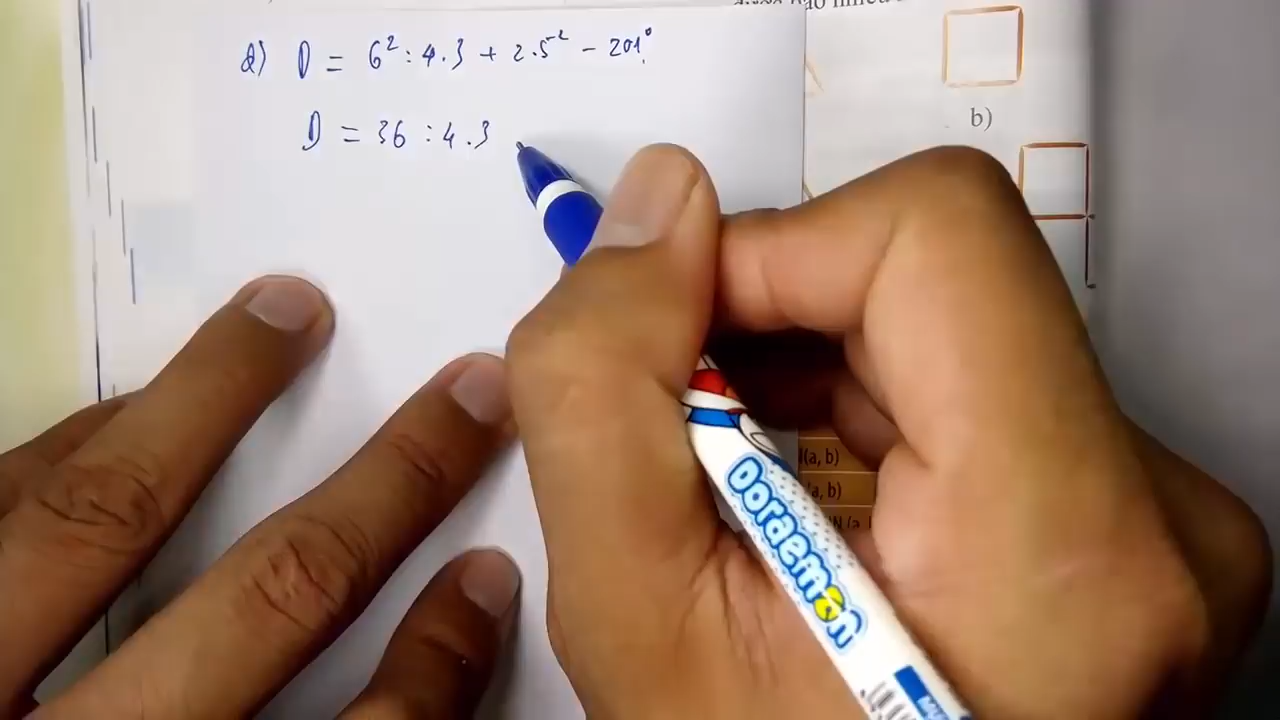 a) D = 6² : 4.3 + 2.5² - 201⁰
D = 36 : 4.3
b)
(a, b)
a, b)
Doraemon